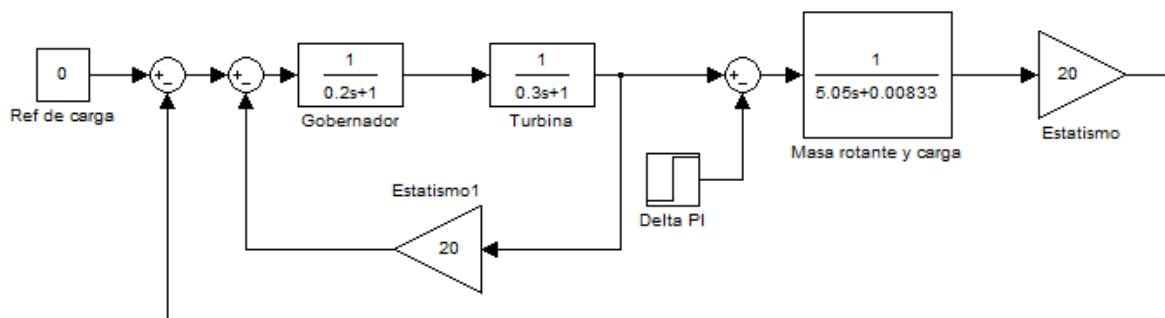 0
Ref de carga
+
−
+
−
1
0.2s+1
Gobernador
1
0.3s+1
Turbina
+
−
1
5.05s+0.00833
Masa rotante y carga
20
Estatismo
Delta Pl
Estatismo1
20